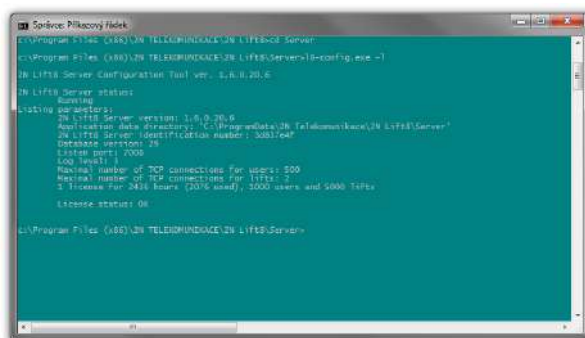 Správce: Příkazový řádek
c:\Program Files (x86)\2N TELEKOMUNIKACE\2N Lift8>cd Server
c:\Program Files (x86)\2N TELEKOMUNIKACE\2N Lift8\Server>l8-config.exe -l
2N Lift8 Server Configuration Tool ver. 1.6.0.20.6
2N Lift8 Server status:
Running
Listing parameters:
2N Lift8 Server version: 1.6.0.20.6
Application data directory: 'C:\ProgramData\2N Telekomunikace\2N Lift8\Server'
2N Lift8 Server identification number:
Database version: 29
Listen port: 7008
Log level: 3
Maximal number of TCP connections for users: 500
Maximal number of TCP connections for lifts: 2
1 license for 2436 hours (2076 used), 1000 users and 5000 lifts
License status: OK
c:\Program Files (x86)\2N TELEKOMUNIKACE\2N Lift8\Server>